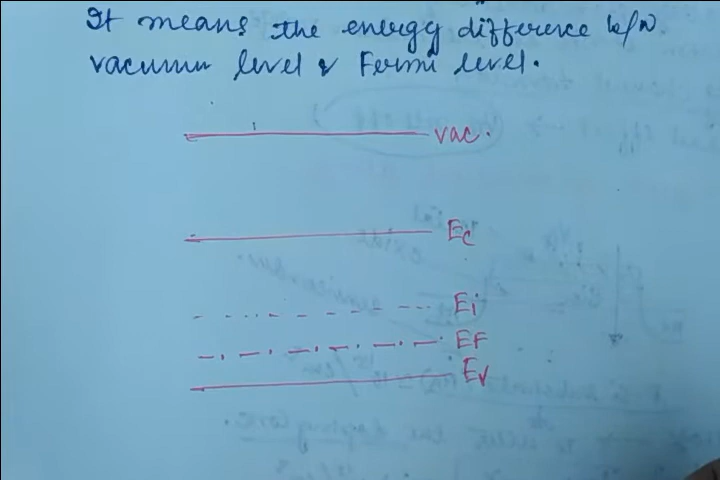 It means the energy difference b/w
vacuum level & Fermi level.
vac.
Ec
Ei
EF
Ev